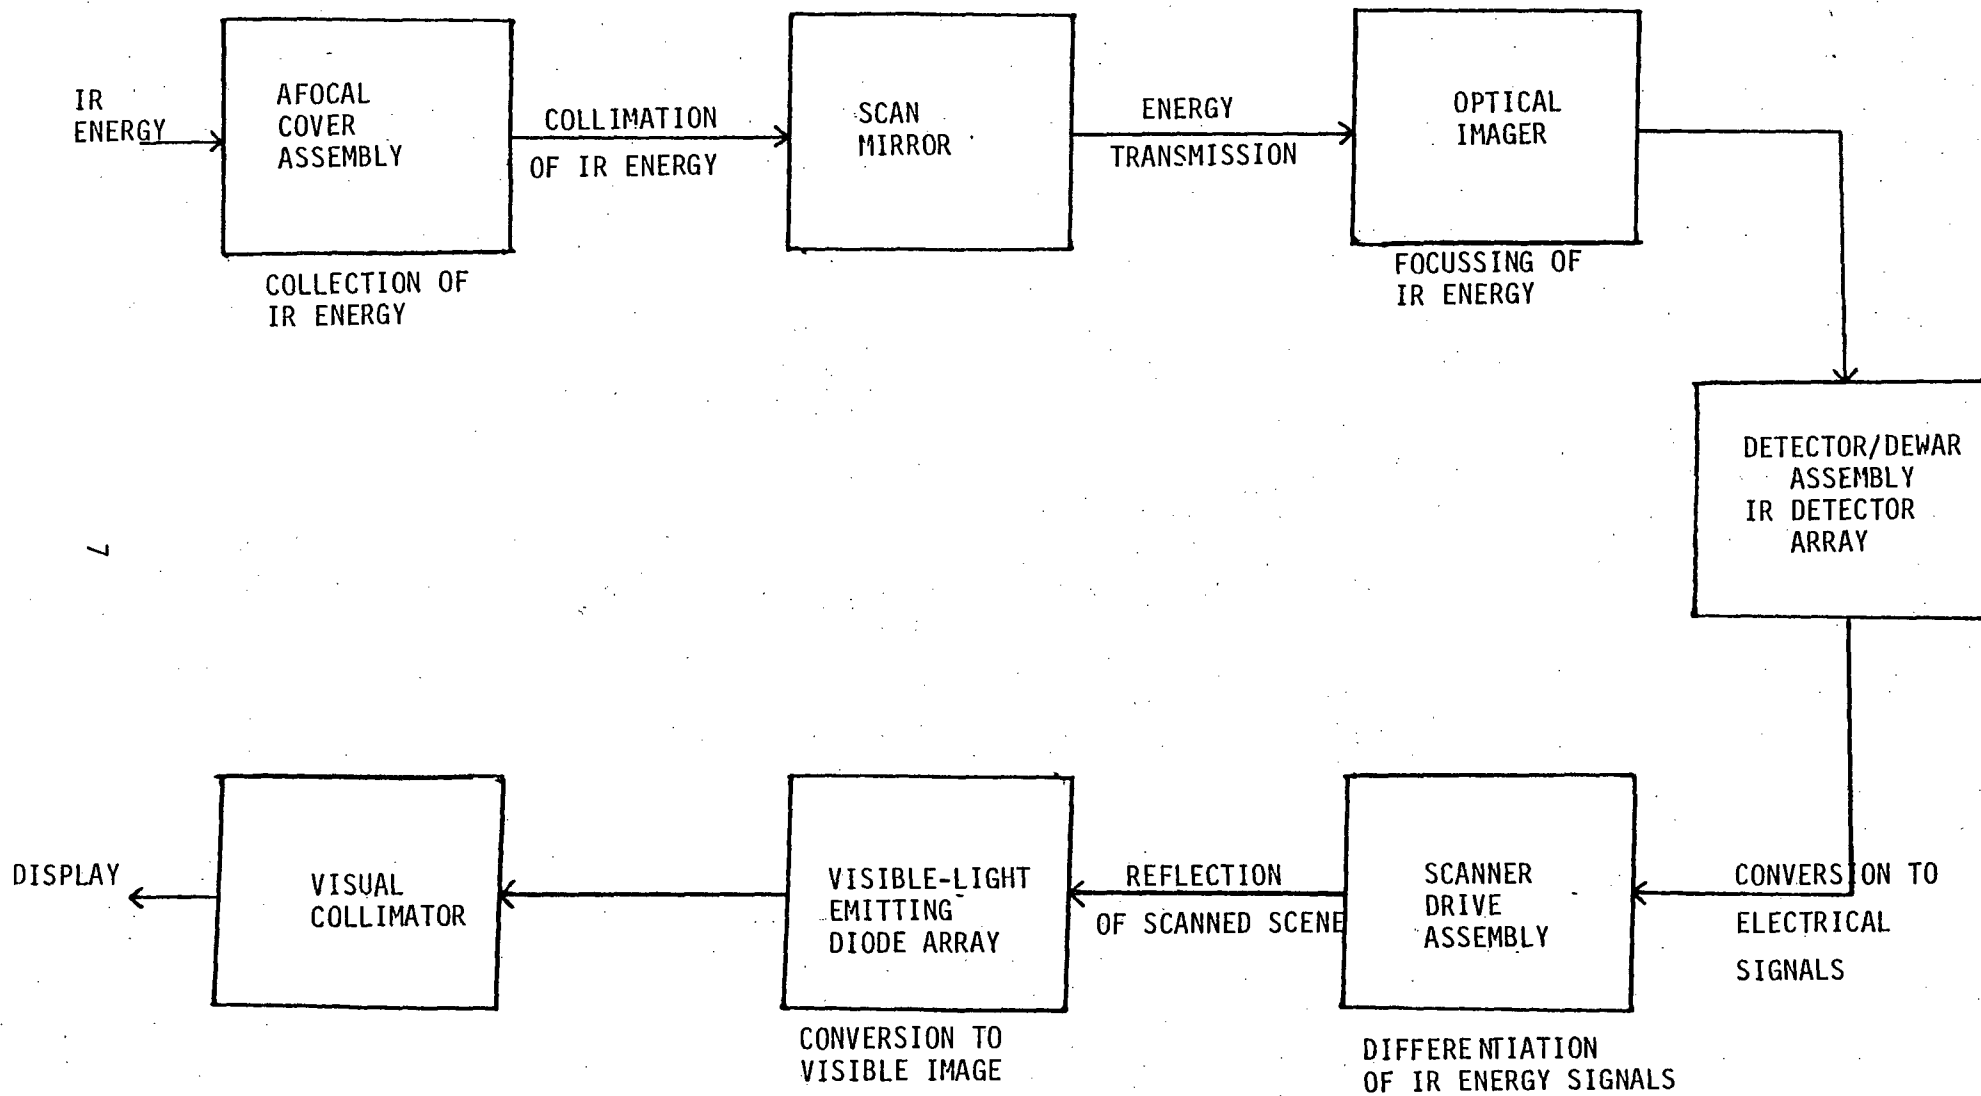 IR
ENERGY
AFOCAL
COVER
ASSEMBLY
COLLECTION OF
IR ENERGY
COLLIMATION
OF IR ENERGY
SCAN
MIRROR
ENERGY
TRANSMISSION
OPTICAL
IMAGER
FOCUSSING OF
IR ENERGY
DETECTOR/DEWAR
ASSEMBLY
IR DETECTOR
ARRAY
7
CONVERSION TO
ELECTRICAL
SIGNALS
SCANNER
DRIVE
ASSEMBLY
DIFFERENTIATION
OF IR ENERGY SIGNALS
REFLECTION
OF SCANNED SCENE
VISIBLE-LIGHT
EMITTING
DIODE ARRAY
CONVERSION TO
VISIBLE IMAGE
VISUAL
COLLIMATOR
DISPLAY